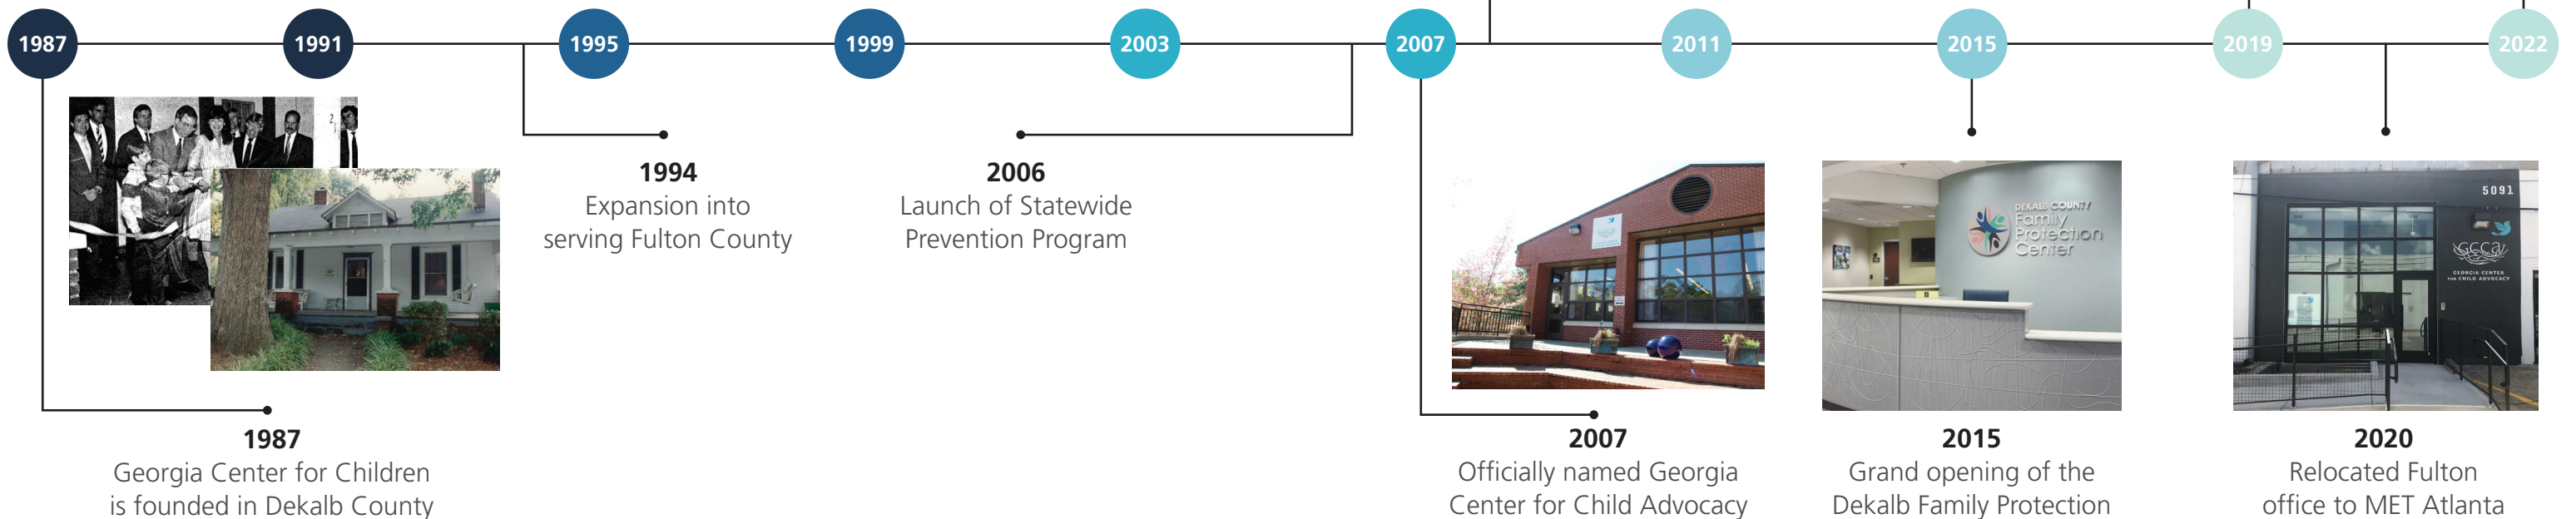 1987
1991
1995
1999
2003
2007
2011
2015
2019
2022
1994
Expansion into
serving Fulton County
2006
Launch of Statewide
Prevention Program
DEKALB COUNTY
Family
Protection
Center
5091
GCCA
GEORGIA CENTER
FOR CHILD ADVOCACY
1987
Georgia Center for Children
is founded in Dekalb County
2007
Officially named Georgia
Center for Child Advocacy
2015
Grand opening of the
Dekalb Family Protection
2020
Relocated Fulton
office to MET Atlanta